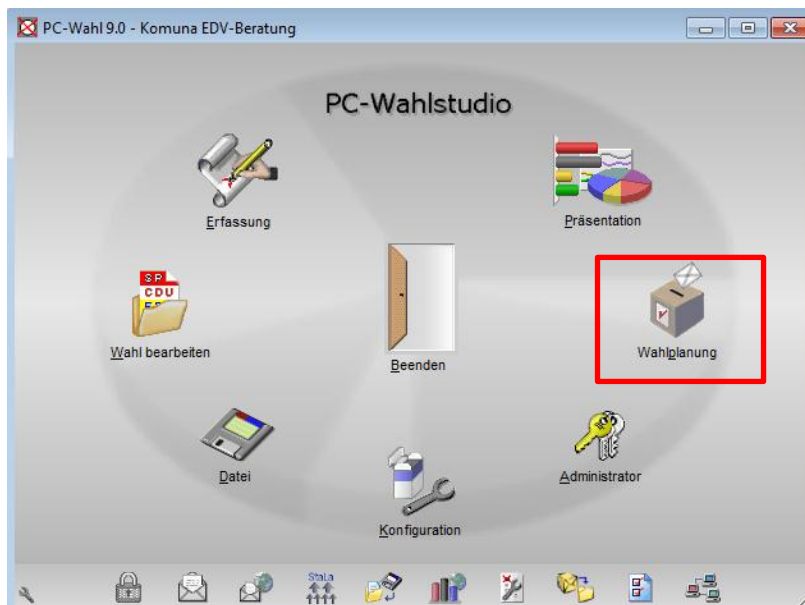 PC-Wahl 9.0 - Komuna EDV-Beratung
PC-Wahlstudio
Erfassung
Präsentation
SP
CDU
Wahl bearbeiten
Beenden
Wahlplanung
Datei
Administrator
Konfiguration
StaLa